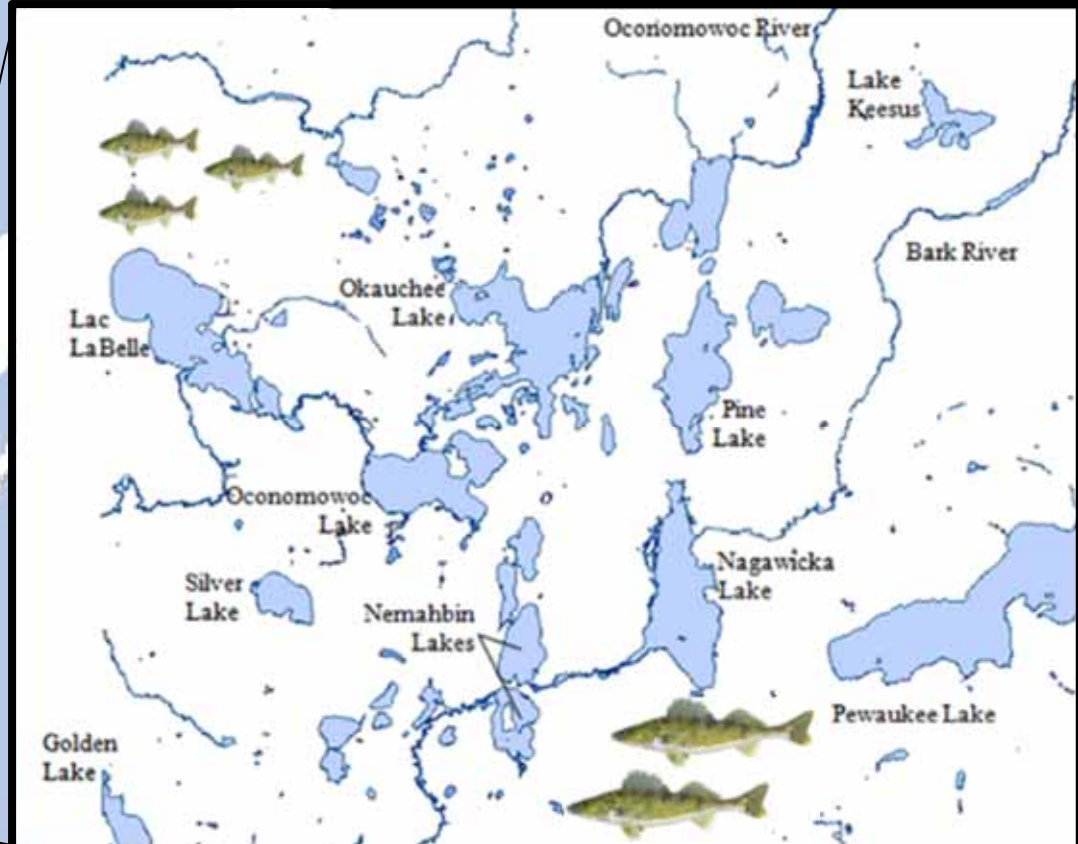 Oconomowoc River
Lake
Keesus
Bark River
Okauchee
Lake
Lac
LaBelle
Pine
Lake
Oconomowoc
Lake
Nagawicka
Lake
Silver
Lake
Nemahbin
Lakes
Pewaukee Lake
Golden
Lake